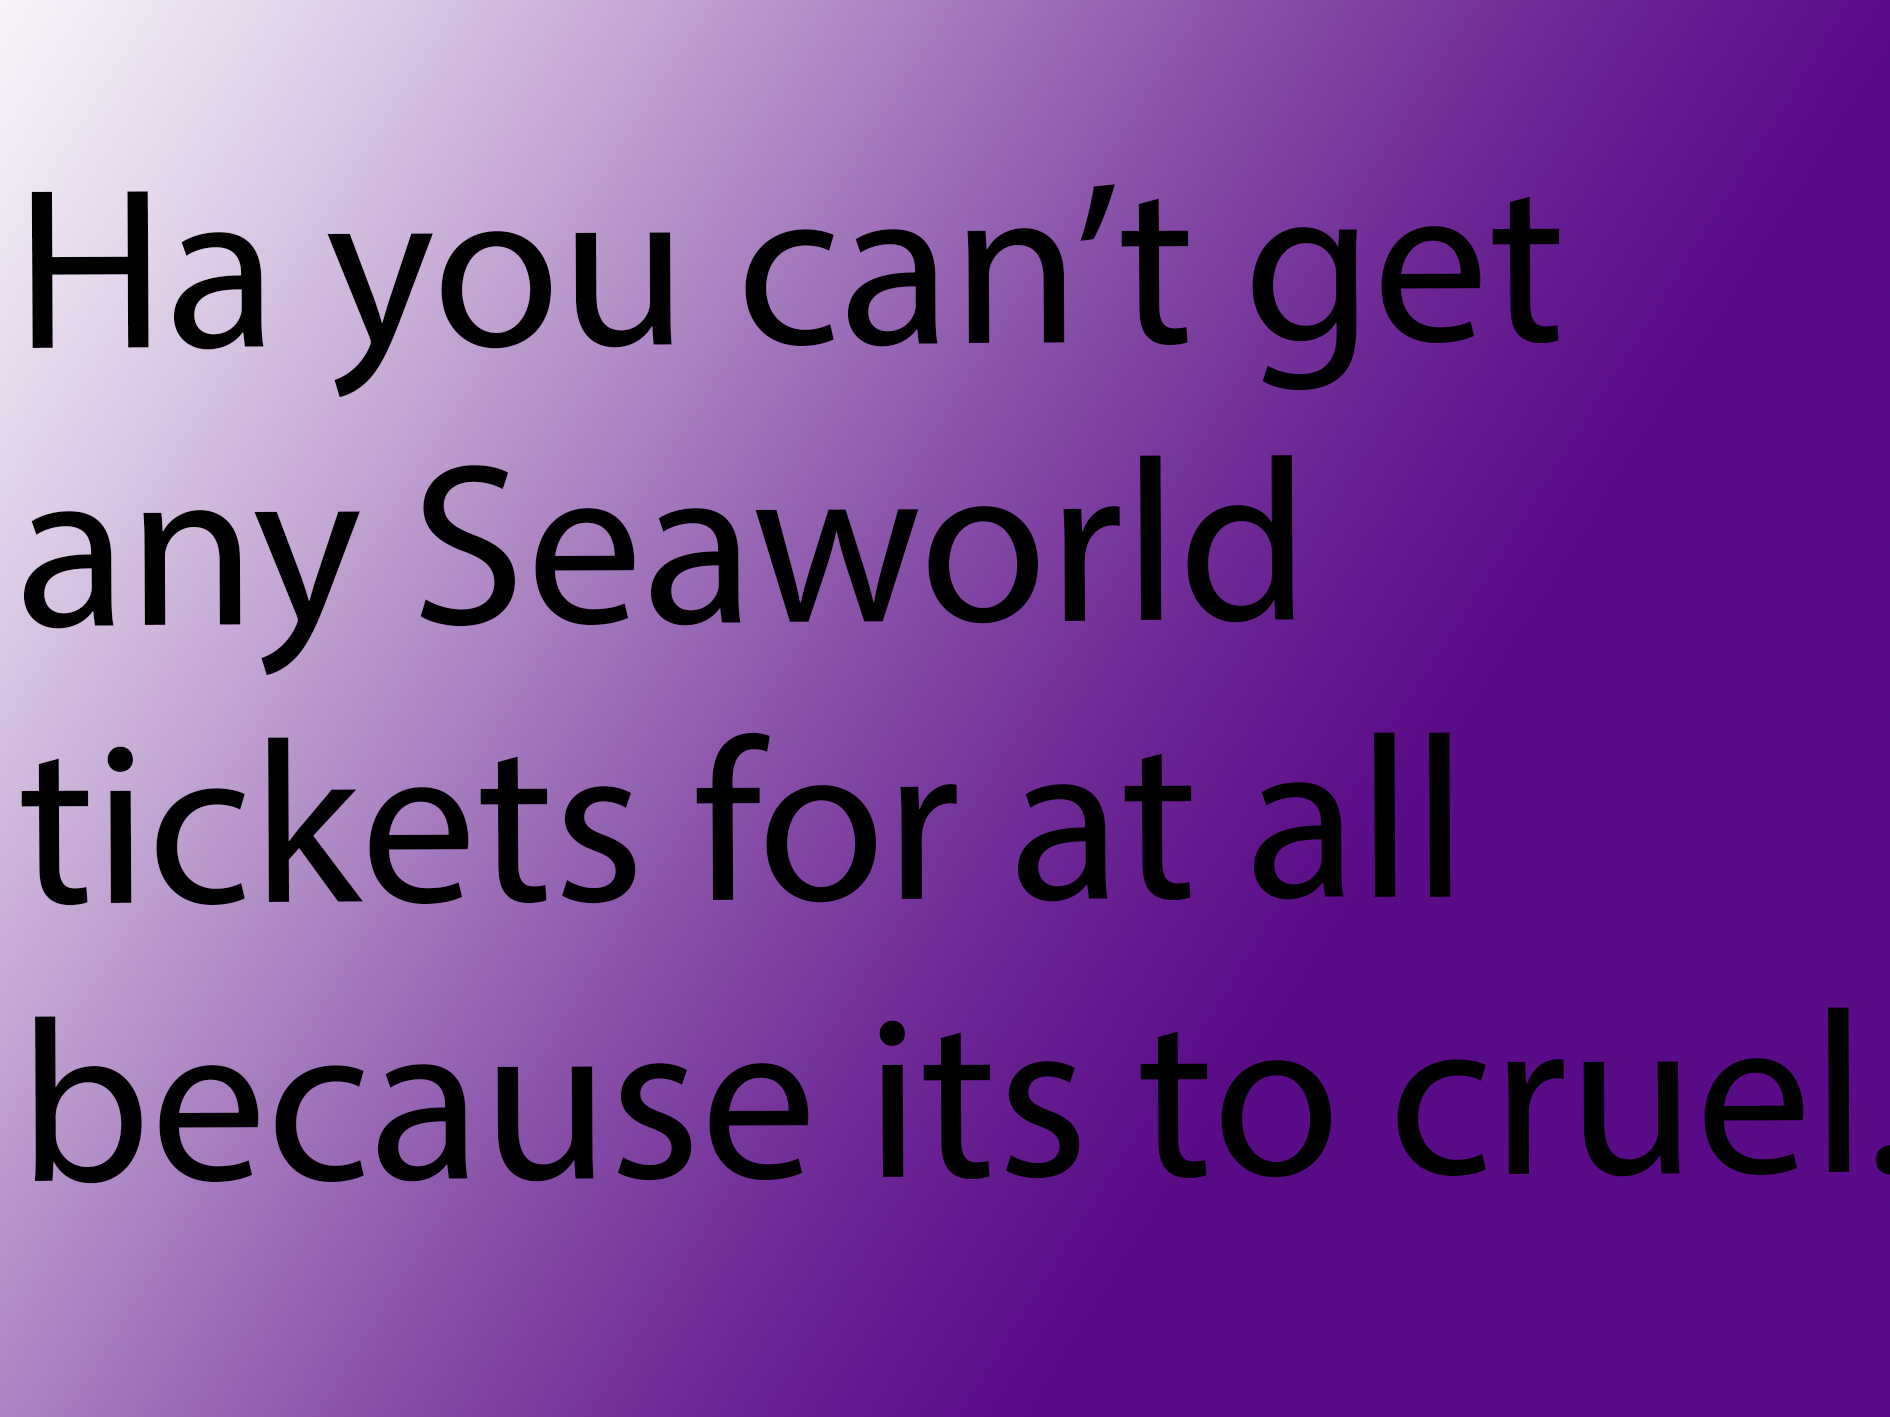 Ha you can’t get
any Seaworld
tickets for at all
because its to cruel.